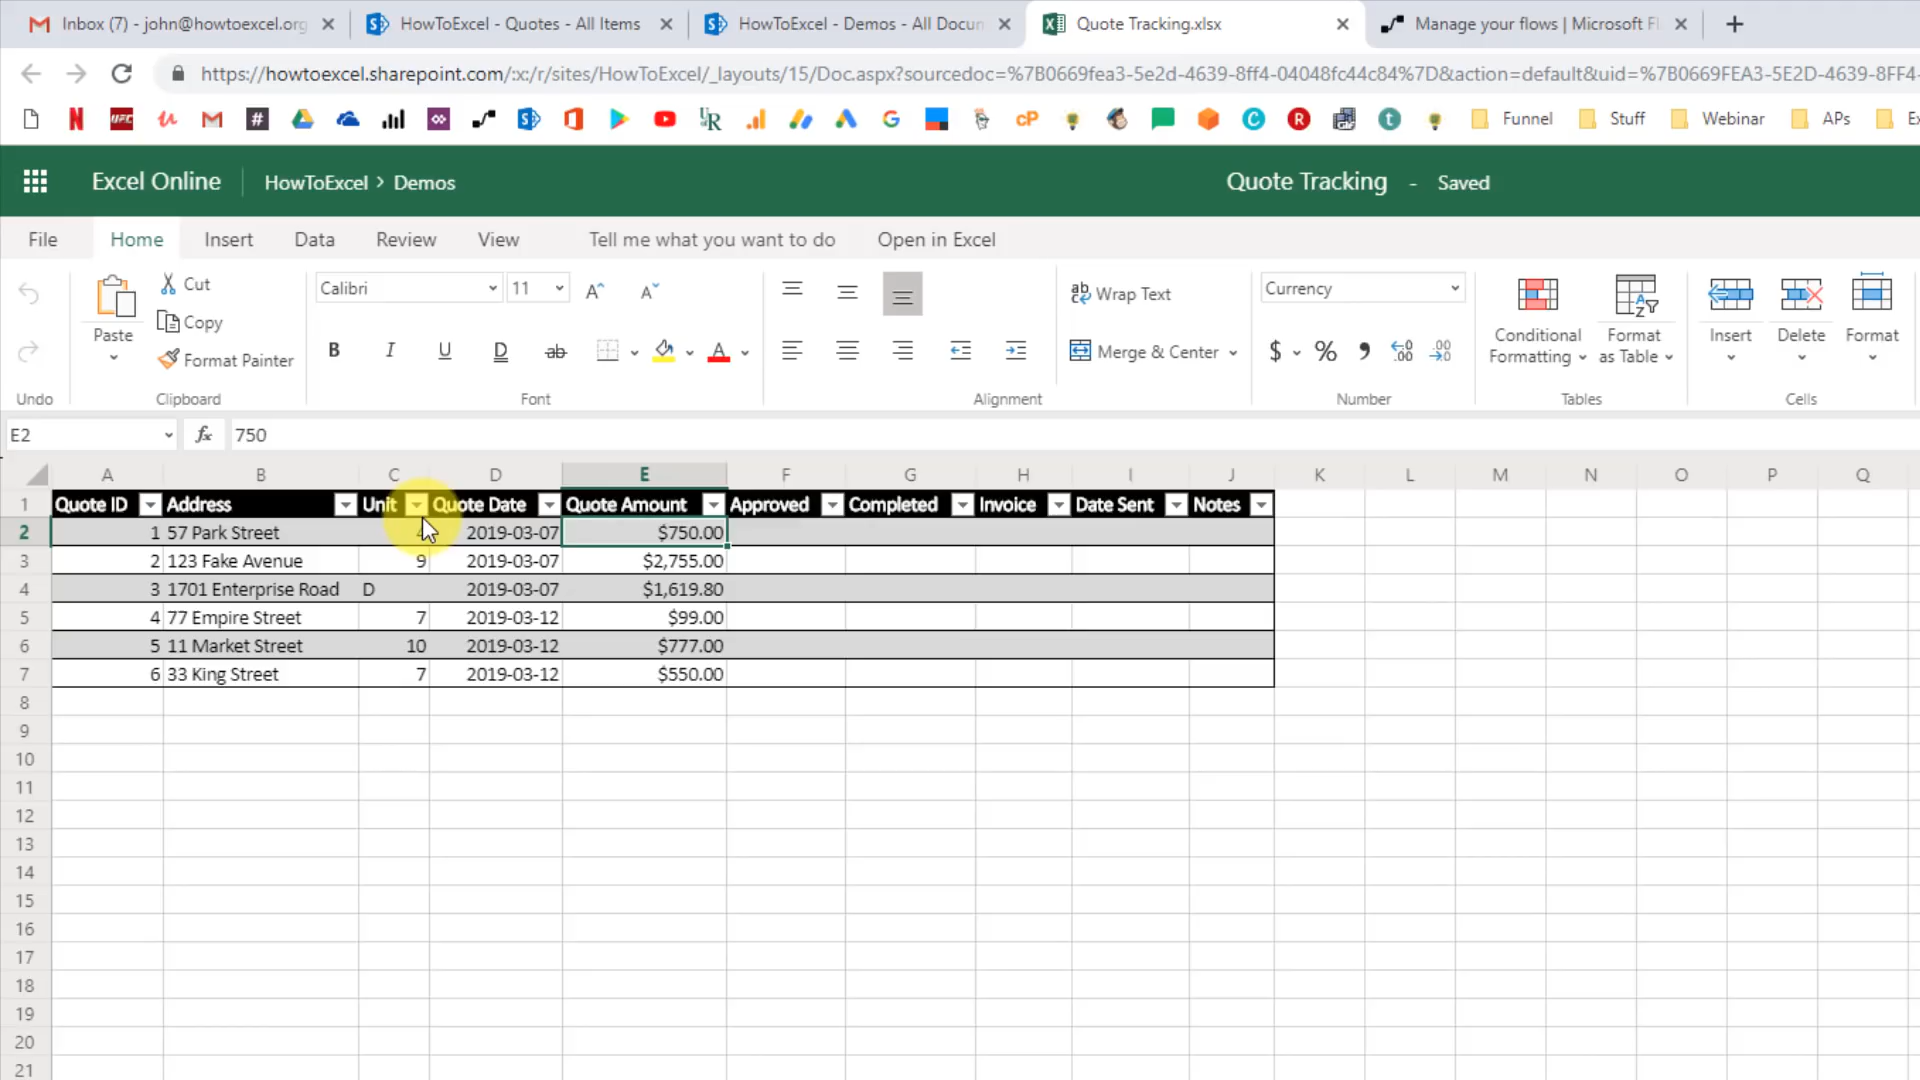 Inbox (7) - john@howtoexcel.org
HowToExcel - Quotes - All Items
HowToExcel - Demos - All Docum
Quote Tracking.xlsx
Manage your flows | Microsoft Fl
https://howtoexcel.sharepoint.com/:x:/r/sites/HowToExcel/_layouts/15/Doc.aspx?sourcedoc=%7B0669fea3-5e2d-4639-8ff4-04048fc44c84%7D&action=default&uid=%7B0669FEA3-5E2D-4639-8FF4-
Funnel Stuff Webinar APs Ex
Excel Online HowToExcel > Demos Quote Tracking - Saved
File Home Insert Data Review View Tell me what you want to do Open in Excel
Cut
Copy
Format Painter
Paste
Calibri 11
B I U D ab
Wrap Text
Merge & Center
Currency
$ % , .00 .00
Conditional Formatting
Format as Table
Insert Delete Format
Undo Clipboard Font Alignment Number Tables Cells
E2 fx 750
A B C D E F G H I J K L M N O P Q
1 Quote ID Address Unit Quote Date Quote Amount Approved Completed Invoice Date Sent Notes
2 1 57 Park Street 2019-03-07 $750.00
3 2 123 Fake Avenue 9 2019-03-07 $2,755.00
4 3 1701 Enterprise Road D 2019-03-07 $1,619.80
5 4 77 Empire Street 7 2019-03-12 $99.00
6 5 11 Market Street 10 2019-03-12 $777.00
7 6 33 King Street 7 2019-03-12 $550.00
8
9
10
11
12
13
14
15
16
17
18
19
20
21